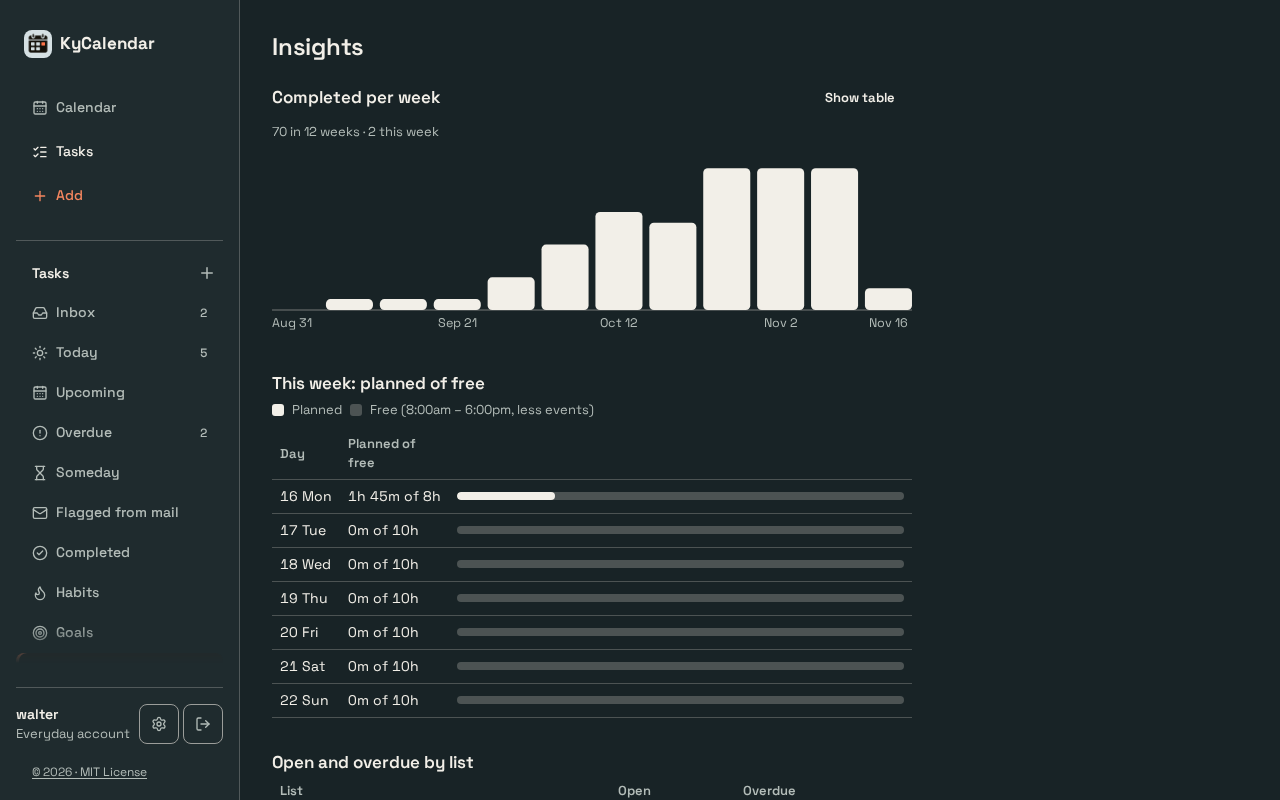 KyCalendar
Calendar
Tasks
Add
Tasks
Inbox 2
Today 5
Upcoming
Overdue 2
Someday
Flagged from mail
Completed
Habits
Goals
walter
Everyday account
© 2026 · MIT License
Insights
Completed per week
Show table
70 in 12 weeks · 2 this week
Aug 31 Sep 21 Oct 12 Nov 2 Nov 16
This week: planned of free
Planned Free (8:00am – 6:00pm, less events)
Day Planned of free
16 Mon 1h 45m of 8h
17 Tue 0m of 10h
18 Wed 0m of 10h
19 Thu 0m of 10h
20 Fri 0m of 10h
21 Sat 0m of 10h
22 Sun 0m of 10h
Open and overdue by list
List Open Overdue